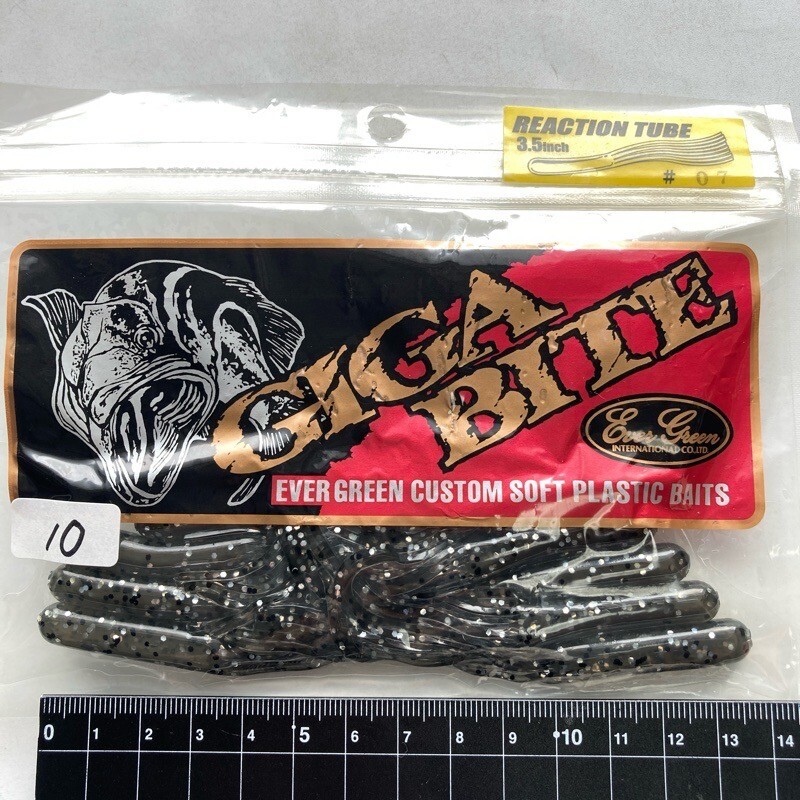 REACTION TUBE
3.5inch
# 07
GIGA
BITE
Ever Green
INTERNATIONAL CO.LTD.
EVER GREEN CUSTOM SOFT PLASTIC BAITS
10
0 1 2 3 4 5 6 7 8 9 10 11 12 13 14